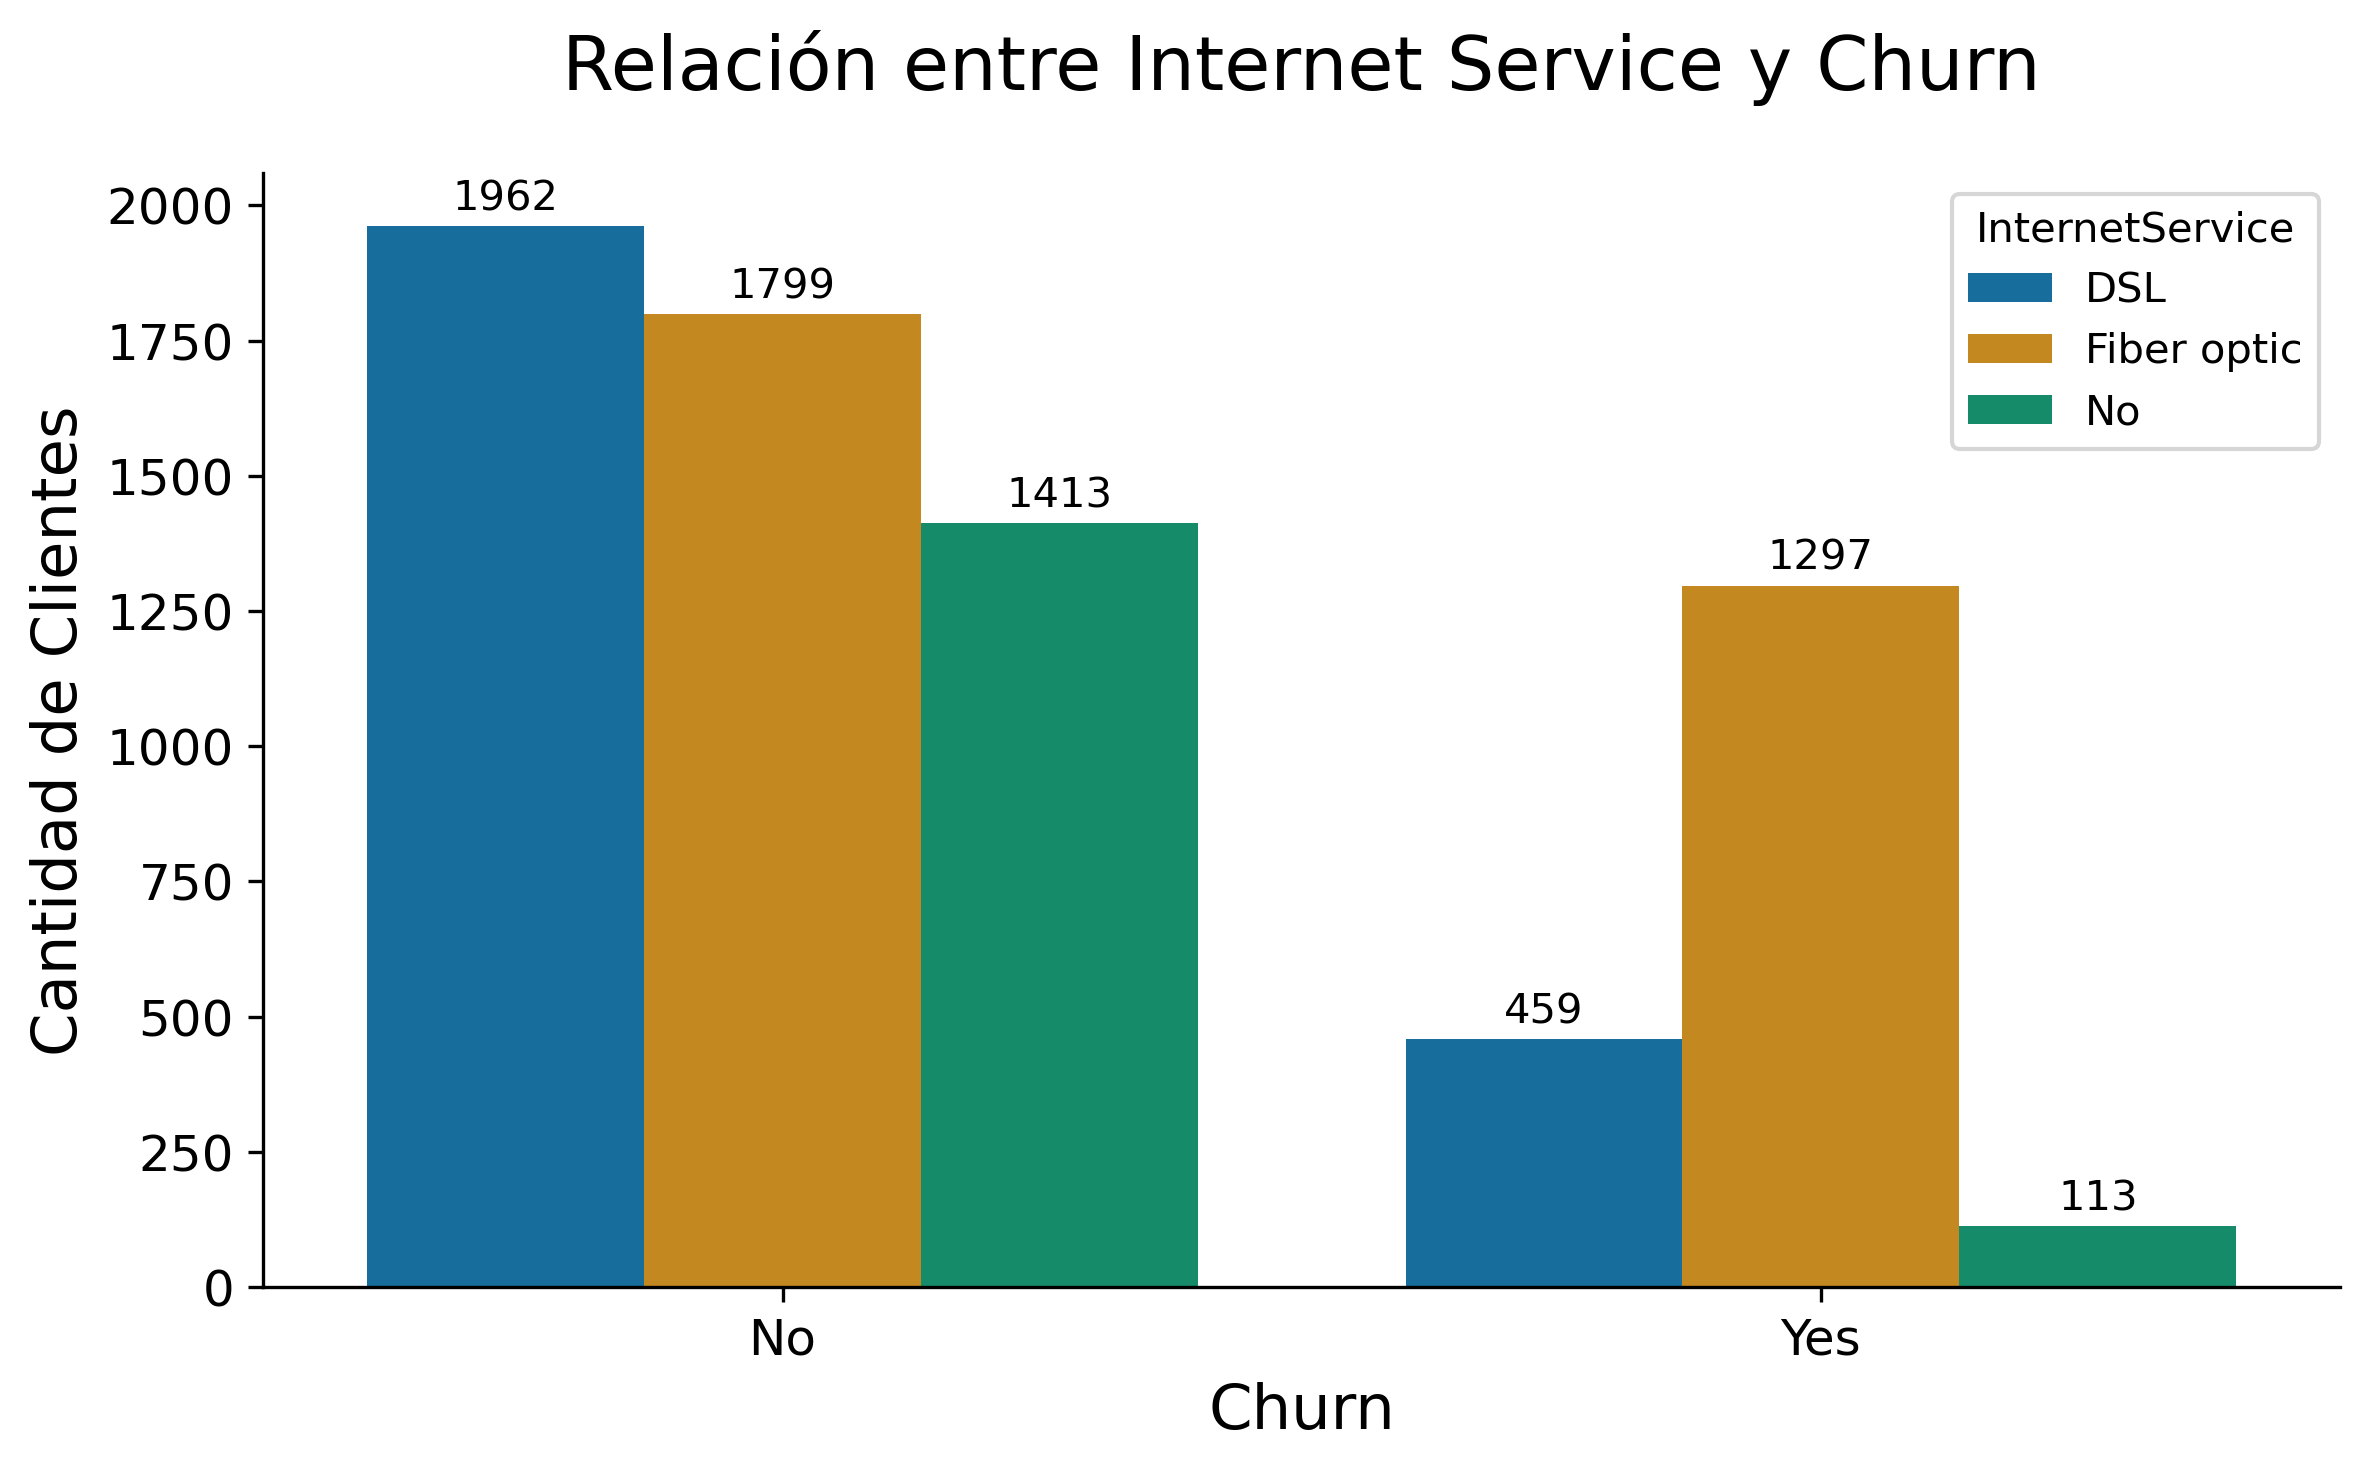 Relación entre Internet Service y Churn
Cantidad de Clientes
2000
1750
1500
1250
1000
750
500
250
0
1962
1799
1413
459
1297
113
InternetService
DSL
Fiber optic
No
No
Yes
Churn